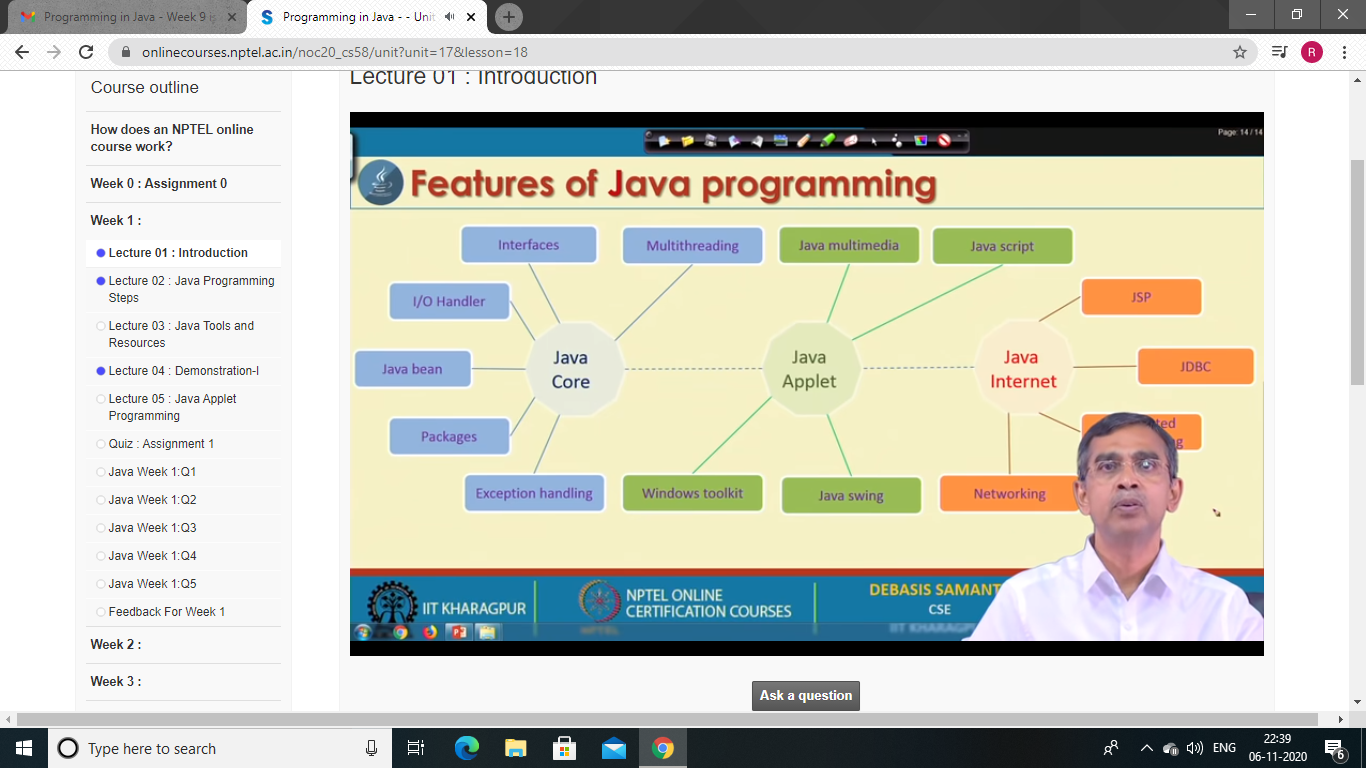 Programming in Java - Week 9 is
Programming in Java - - Unit
onlinecourses.nptel.ac.in/noc20_cs58/unit?unit=17&lesson=18
R
Course outline
How does an NPTEL online
course work?
Week 0 : Assignment 0
Week 1 :
Lecture 01 : Introduction
Lecture 02 : Java Programming
Steps
Lecture 03 : Java Tools and
Resources
Lecture 04 : Demonstration-I
Lecture 05 : Java Applet
Programming
Quiz : Assignment 1
Java Week 1:Q1
Java Week 1:Q2
Java Week 1:Q3
Java Week 1:Q4
Java Week 1:Q5
Feedback For Week 1
Week 2 :
Week 3 :
Lecture 01 : Introduction
Page: 14 / 14
Features of Java programming
Interfaces
Multithreading
Java multimedia
Java script
I/O Handler
JSP
Java
Core
Java
Applet
Java
Internet
Java bean
JDBC
Packages
Exception handling
Windows toolkit
Java swing
Networking
IIT KHARAGPUR
NPTEL ONLINE
CERTIFICATION COURSES
NPTEL
DEBASIS
CSE
IIT
Ask a question
Type here to search
ENG
22:39
06-11-2020
6